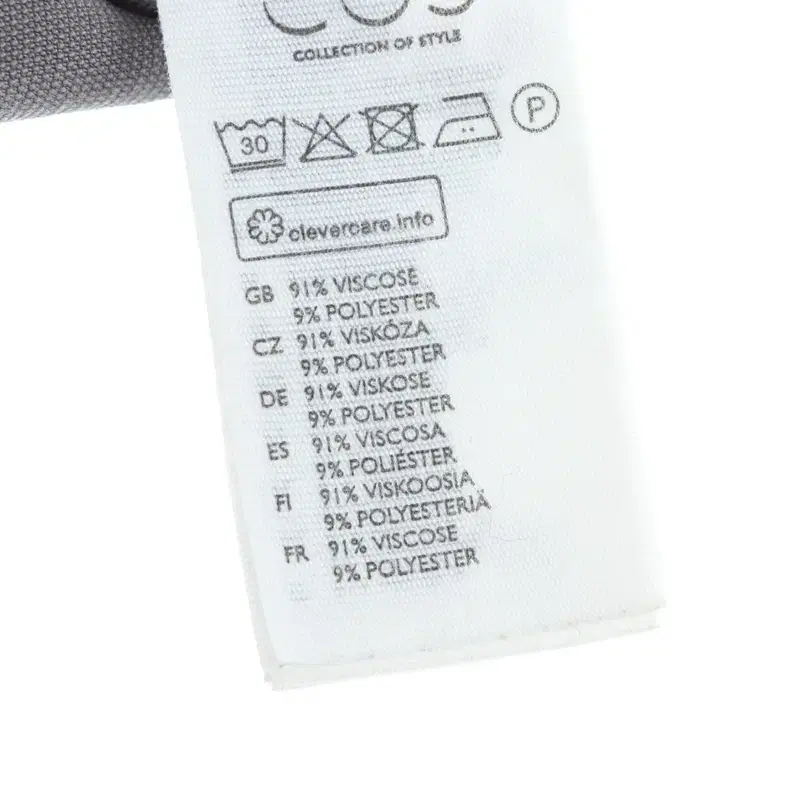 COS
COLLECTION OF STYLE
30 P
clevercare.info
GB 91% VISCOSE
9% POLYESTER
CZ 91% VISKÓZA
9% POLYESTER
DE 91% VISKOSE
9% POLYESTER
ES 91% VISCOSA
9% POLIÉSTER
FI 91% VISKOOSIA
9% POLYESTERIÄ
FR 91% VISCOSE
9% POLYESTER